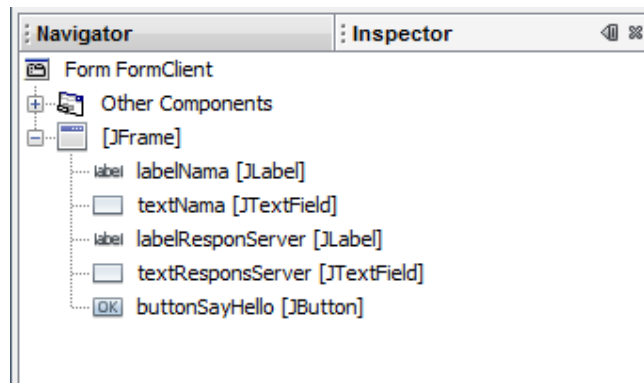 Navigator Inspector
Form FormClient
Other Components
[JFrame]
label labelNama [JLabel]
textNama [JTextField]
label labelResponServer [JLabel]
textResponsServer [JTextField]
OK buttonSayHello [JButton]